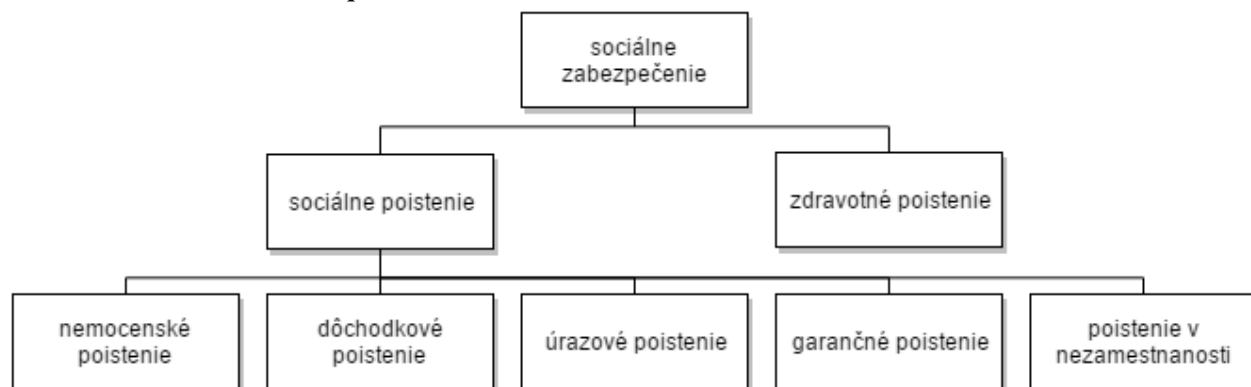 sociálne
zabezpečenie
sociálne poistenie
zdravotné poistenie
nemocenské
poistenie
dôchodkové
poistenie
úrazové poistenie
garančné poistenie
poistenie v
nezamestnanosti